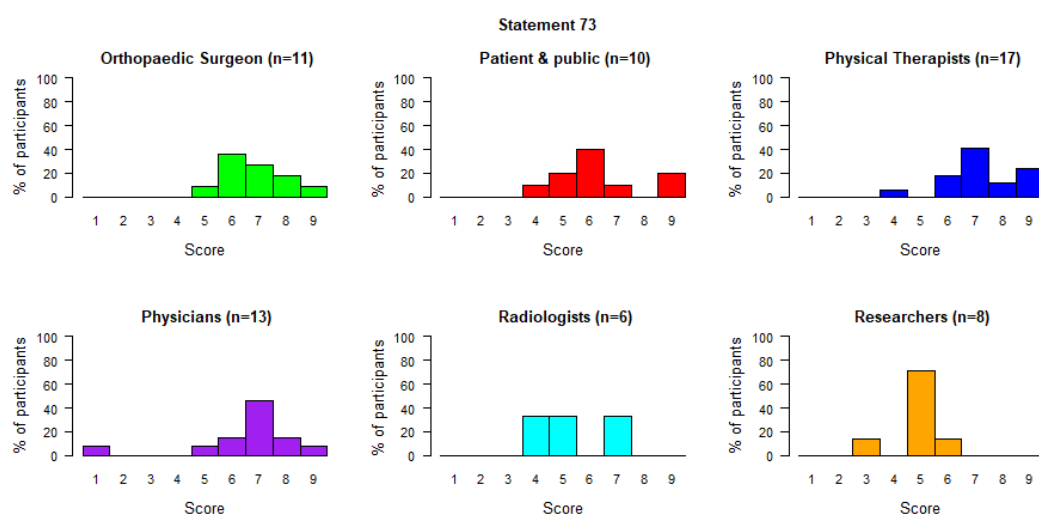 Statement 73
Orthopaedic Surgeon (n=11)
% of participants
100
80
60
40
20
0
1 2 3 4 5 6 7 8 9
Score
Patient & public (n=10)
% of participants
100
80
60
40
20
0
1 2 3 4 5 6 7 8 9
Score
Physical Therapists (n=17)
% of participants
100
80
60
40
20
0
1 2 3 4 5 6 7 8 9
Score
Physicians (n=13)
% of participants
100
80
60
40
20
0
1 2 3 4 5 6 7 8 9
Score
Radiologists (n=6)
% of participants
100
80
60
40
20
0
1 2 3 4 5 6 7 8 9
Score
Researchers (n=8)
% of participants
100
80
60
40
20
0
1 2 3 4 5 6 7 8 9
Score